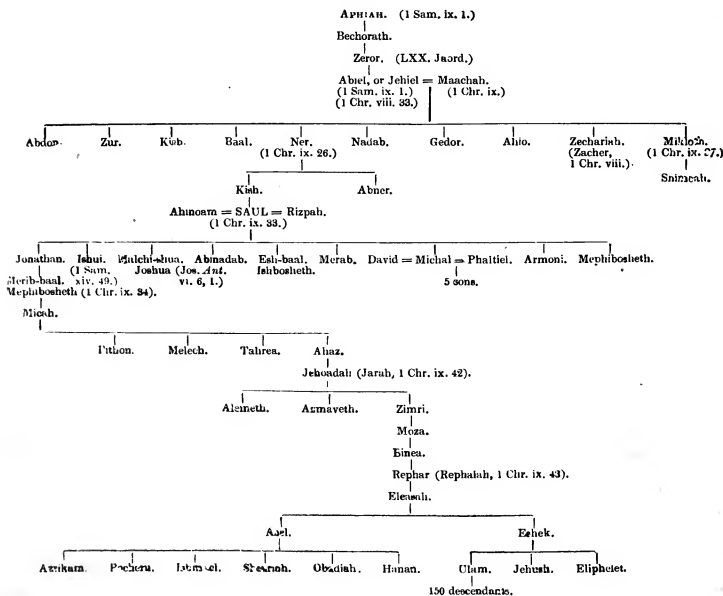 APHIAH. (1 Sam. ix. 1.)
Bechorath.
Zeror. (LXX. Jaord.)
Abiel, or Jehiel = Maachah.
(1 Sam. ix. 1.) (1 Chr. ix.)
(1 Chr. viii. 33.)
Abdon. Zur. Kish. Baal. Ner. Nadab. Gedor. Ahio. Zechariah. Mikloth.
(1 Chr. ix. 26.) (Zacher, (1 Chr. ix. 37.)
1 Chr. viii.)
Shimeah.
Kish. Abner.
Ahinoam = SAUL = Rizpah.
(1 Chr. ix. 33.)
Jonathan. Ishui. Malchi-shua. Abinadab. Esh-baal. Merab. David = Michal = Phaltiel. Armoni. Mephibosheth.
(1 Sam. Joshua (Jos. Ant. Ishbosheth.
Merib-baal. xiv. 49.) vi. 6, 1.) 5 sons.
Mephibosheth (1 Chr. ix. 34).
Micah.
Pithon. Melech. Tahrea. Ahaz.
Jehoadah (Jarah, 1 Chr. ix. 42).
Alemeth. Azmaveth. Zimri.
Moza.
Binea.
Rephar (Rephaiah, 1 Chr. ix. 43).
Eleasah.
Azel. Eshek.
Azrikam. Bocheru. Ishmael. Sheariah. Obadiah. Hanan. Ulam. Jehush. Eliphelet.
150 descendants.